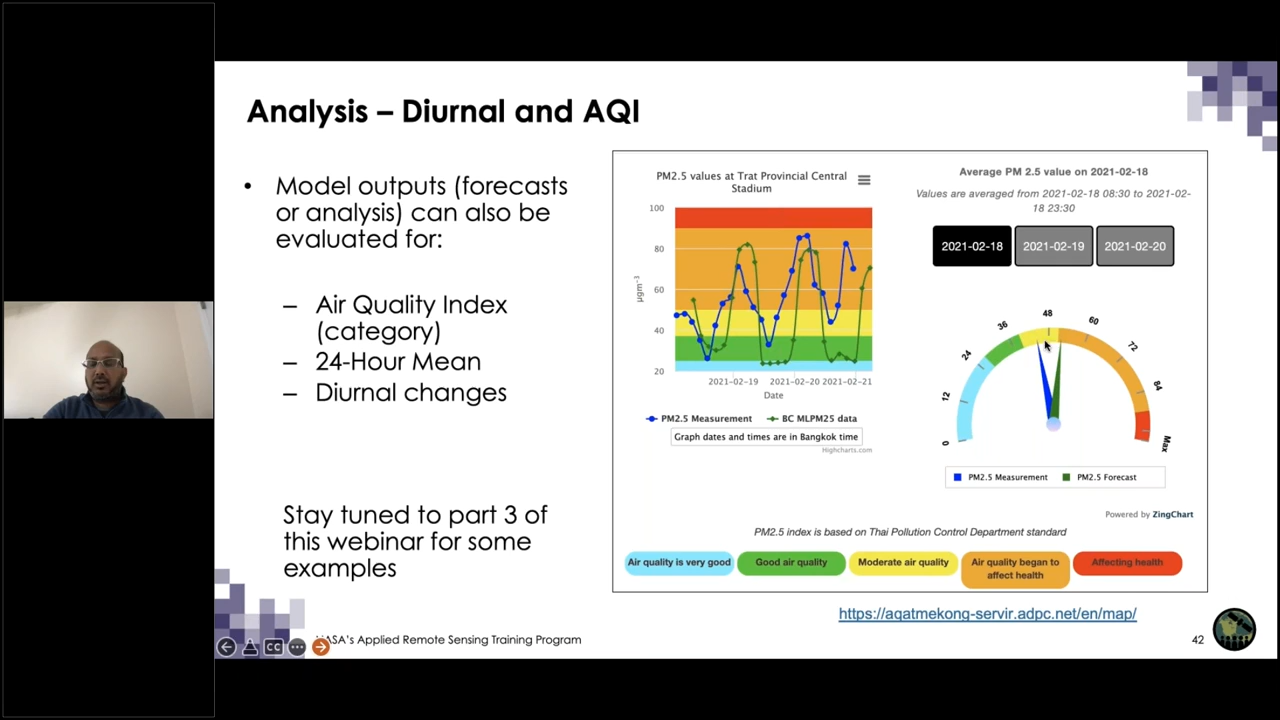 Analysis – Diurnal and AQI
• Model outputs (forecasts
or analysis) can also be
evaluated for:
– Air Quality Index
(category)
– 24-Hour Mean
– Diurnal changes
Stay tuned to part 3 of
this webinar for some
examples
PM2.5 values at Trat Provincial Central
Stadium
100
80
60
40
20
µgm⁻³
2021-02-19 2021-02-20 2021-02-21
Date
PM2.5 Measurement BC MLPM25 data
Graph dates and times are in Bangkok time
Highcharts.com
Average PM 2.5 value on 2021-02-18
Values are averaged from 2021-02-18 08:30 to 2021-02-
18 23:30
2021-02-18 2021-02-19 2021-02-20
0
12
24
36
48
60
72
84
Max
PM2.5 Measurement PM2.5 Forecast
Powered by ZingChart
PM2.5 index is based on Thai Pollution Control Department standard
Air quality is very good
Good air quality
Moderate air quality
Air quality began to
affect health
Affecting health
https://aqatmekong-servir.adpc.net/en/map/
CC
NASA's Applied Remote Sensing Training Program
42